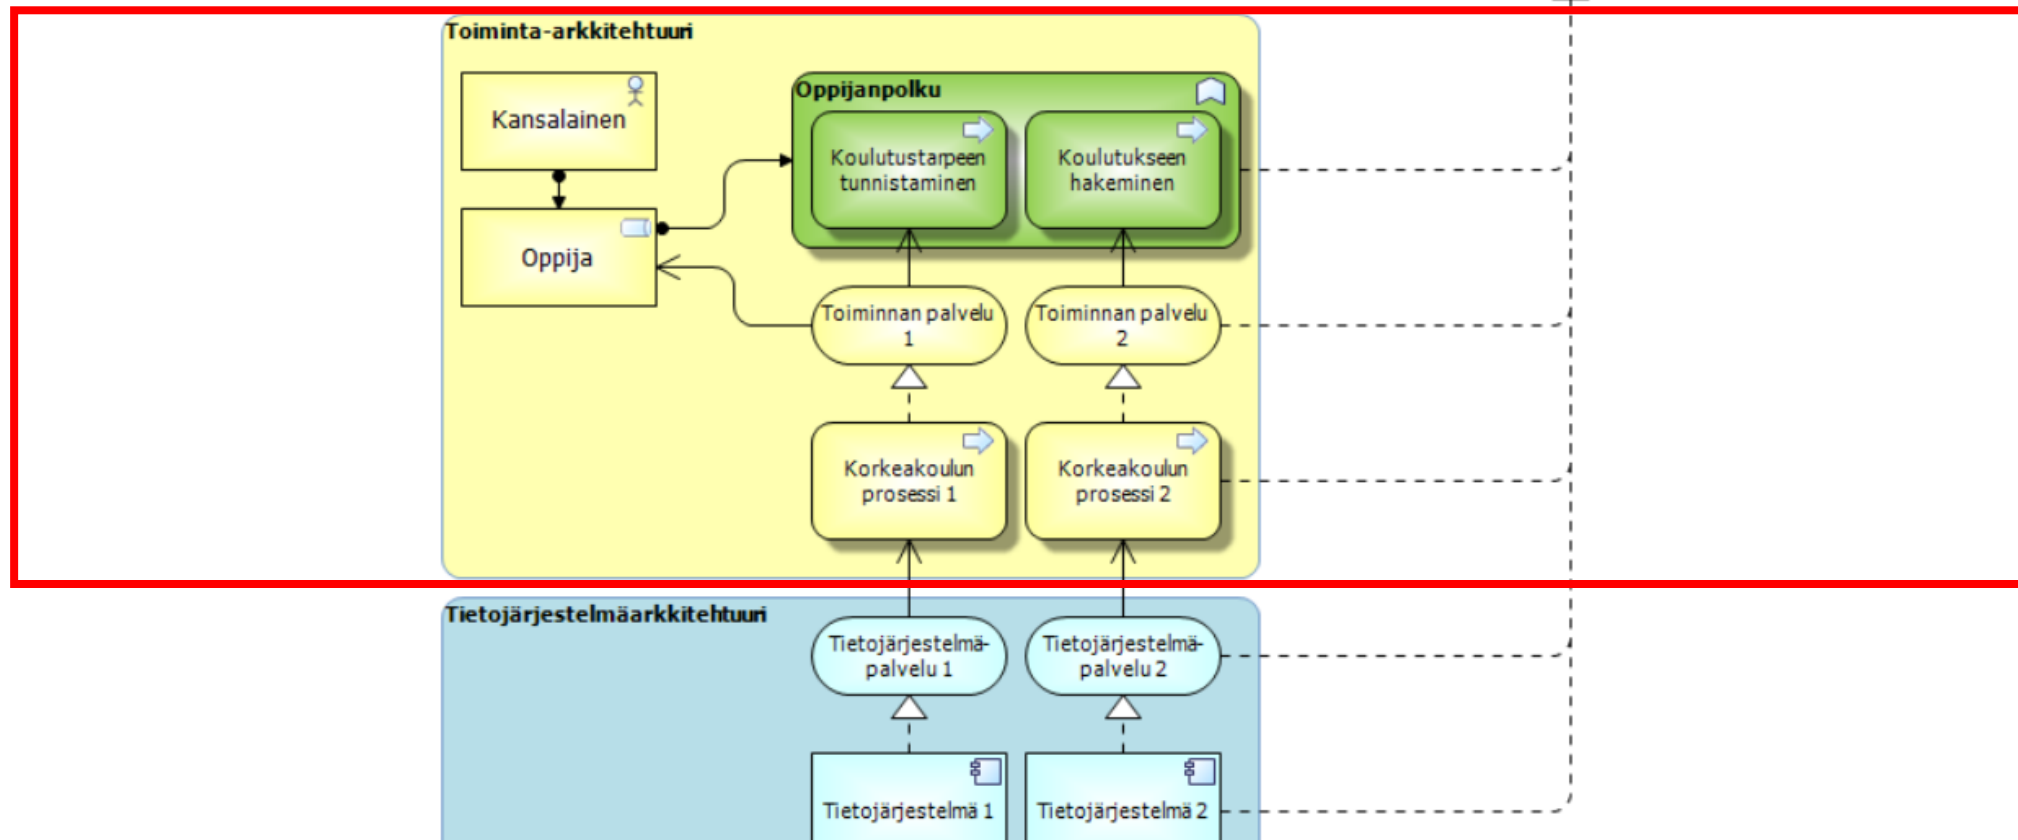 Toiminta-arkkitehtuuri
Kansalainen
Oppija
Oppijanpolku
Koulutustarpeen
tunnistaminen
Koulutukseen
hakeminen
Toiminnan palvelu
1
Toiminnan palvelu
2
Korkeakoulun
prosessi 1
Korkeakoulun
prosessi 2
Tietojärjestelmäarkkitehtuuri
Tietojärjestelmä-
palvelu 1
Tietojärjestelmä-
palvelu 2
Tietojärjestelmä 1
Tietojärjestelmä 2